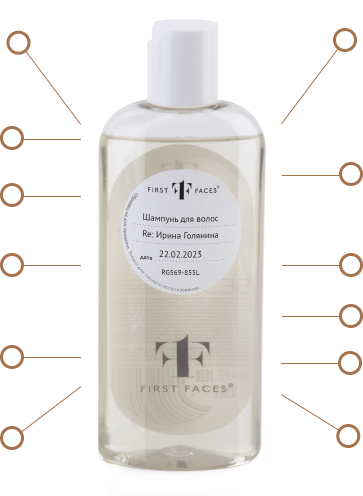 FIRST FACES®
Шампунь для волос
Re: Ирина Голянина
дата 22.02.2023
RG569-855L
FIRST FACES®